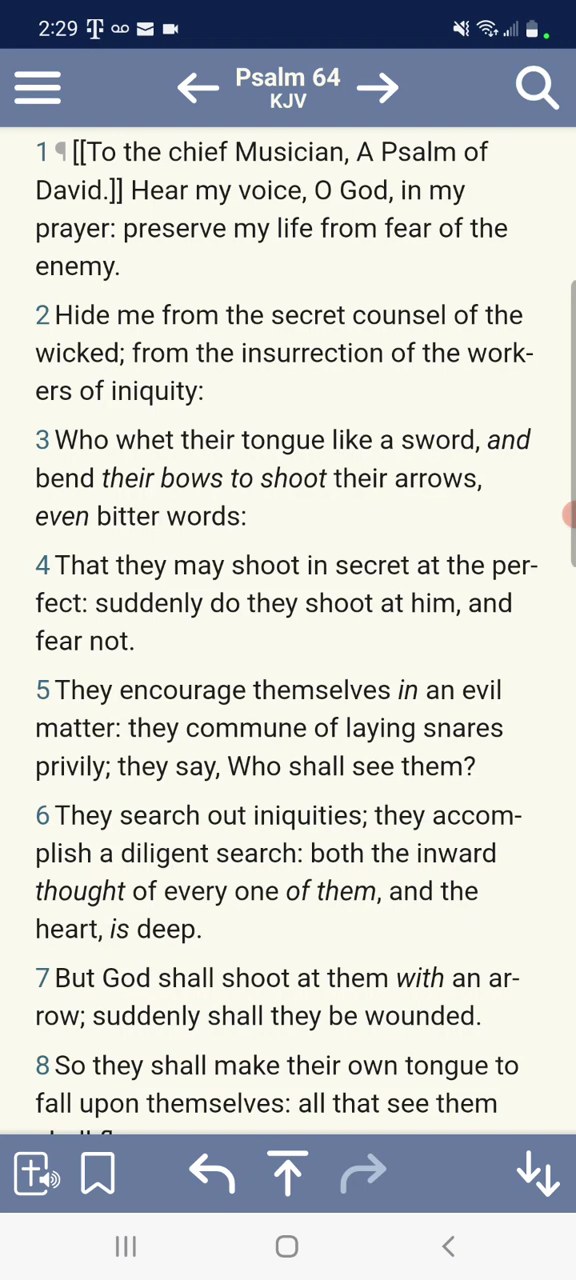 2:29
Psalm 64
KJV
1 ¶ [[To the chief Musician, A Psalm of
David.]] Hear my voice, O God, in my
prayer: preserve my life from fear of the
enemy.
2 Hide me from the secret counsel of the
wicked; from the insurrection of the work-
ers of iniquity:
3 Who whet their tongue like a sword, and
bend their bows to shoot their arrows,
even bitter words:
4 That they may shoot in secret at the per-
fect: suddenly do they shoot at him, and
fear not.
5 They encourage themselves in an evil
matter: they commune of laying snares
privily; they say, Who shall see them?
6 They search out iniquities; they accom-
plish a diligent search: both the inward
thought of every one of them, and the
heart, is deep.
7 But God shall shoot at them with an ar-
row; suddenly shall they be wounded.
8 So they shall make their own tongue to
fall upon themselves: all that see them